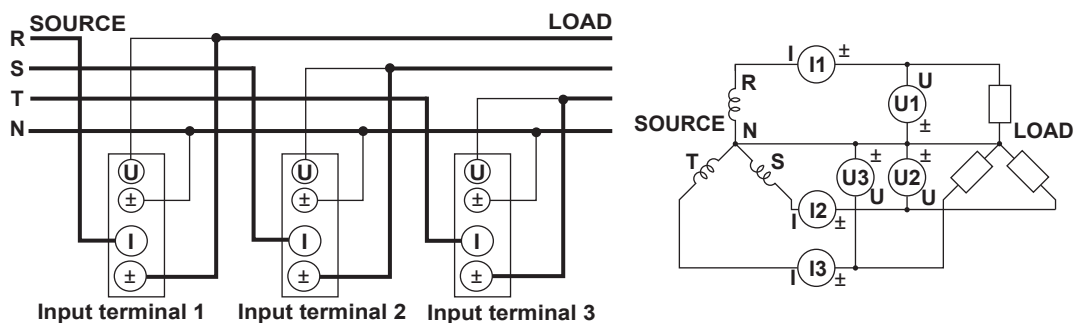 SOURCE LOAD
R
S
T
N
U U U
± ± ±
I I I
± ± ±
Input terminal 1 Input terminal 2 Input terminal 3
I I1 ±
R U
U1
SOURCE N ± LOAD
T S ± ±
U3 U2
U U
I I2 ±
I I3 ±